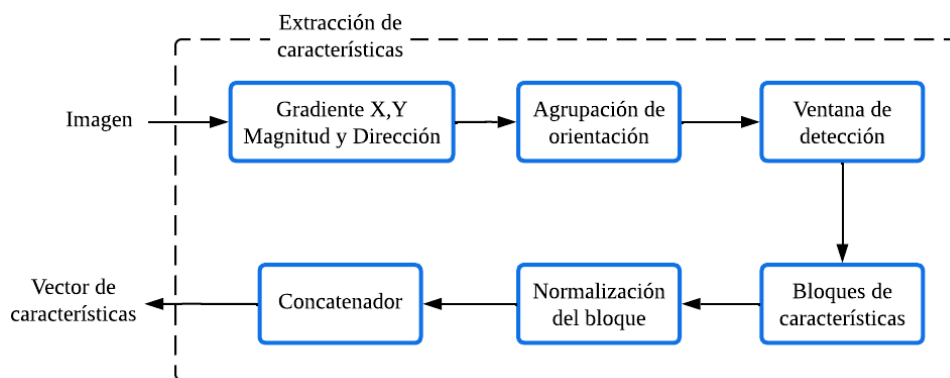 Extracción de
características
Imagen
Gradiente X,Y
Magnitud y Dirección
Agrupación de
orientación
Ventana de
detección
Vector de
características
Concatenador
Normalización
del bloque
Bloques de
características